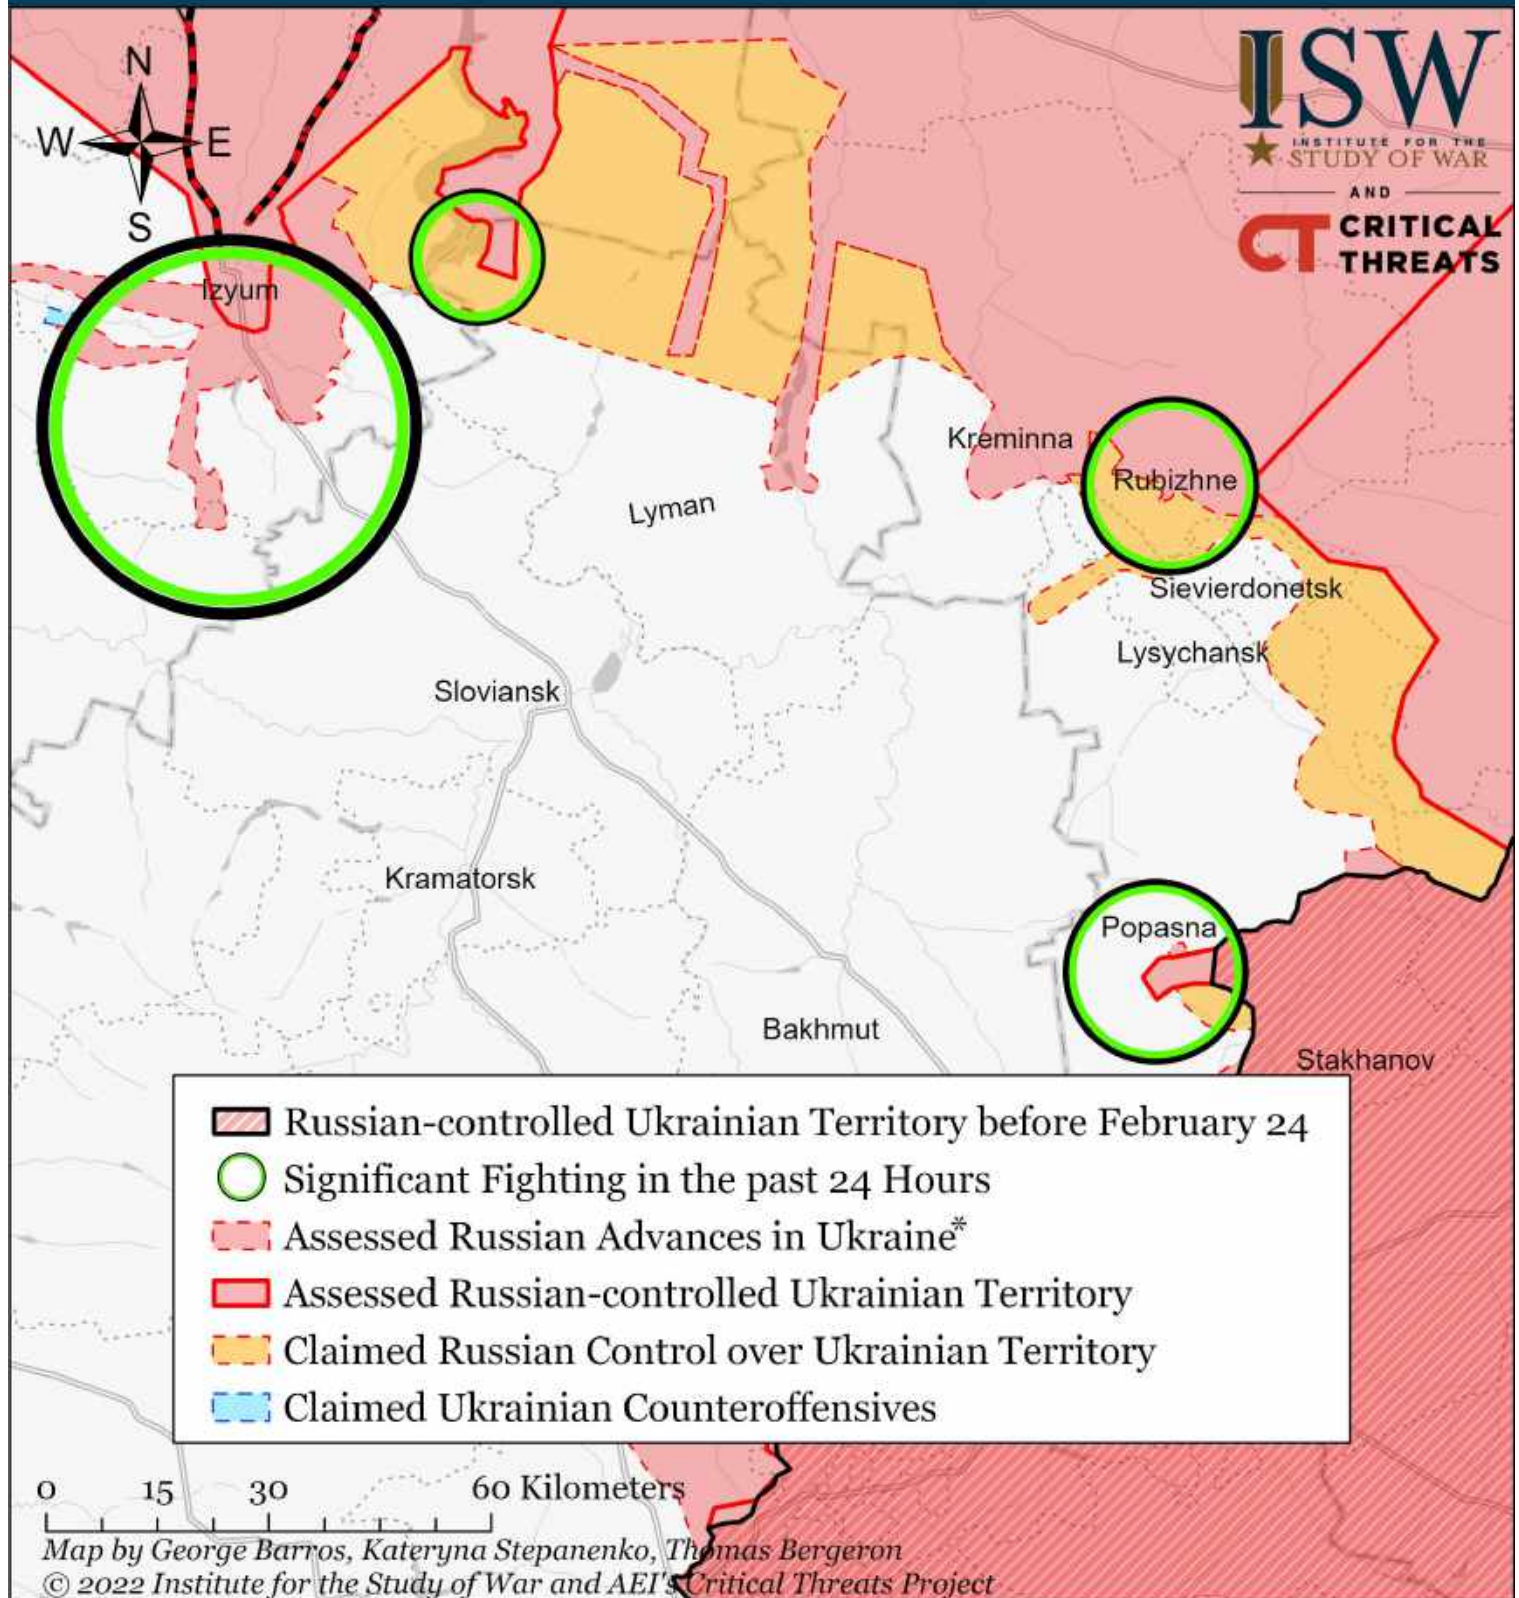 ISW
INSTITUTE FOR THE
STUDY OF WAR
AND
CT CRITICAL
THREATS
N
W E
S
Izyum
Kreminna
Rubizhne
Lyman
Sievierdonetsk
Lysychansk
Sloviansk
Kramatorsk
Popasna
Bakhmut
Stakhanov
Russian-controlled Ukrainian Territory before February 24
Significant Fighting in the past 24 Hours
Assessed Russian Advances in Ukraine*
Assessed Russian-controlled Ukrainian Territory
Claimed Russian Control over Ukrainian Territory
Claimed Ukrainian Counteroffensives
0 15 30 60 Kilometers
Map by George Barros, Kateryna Stepanenko, Thomas Bergeron
© 2022 Institute for the Study of War and AEI's Critical Threats Project